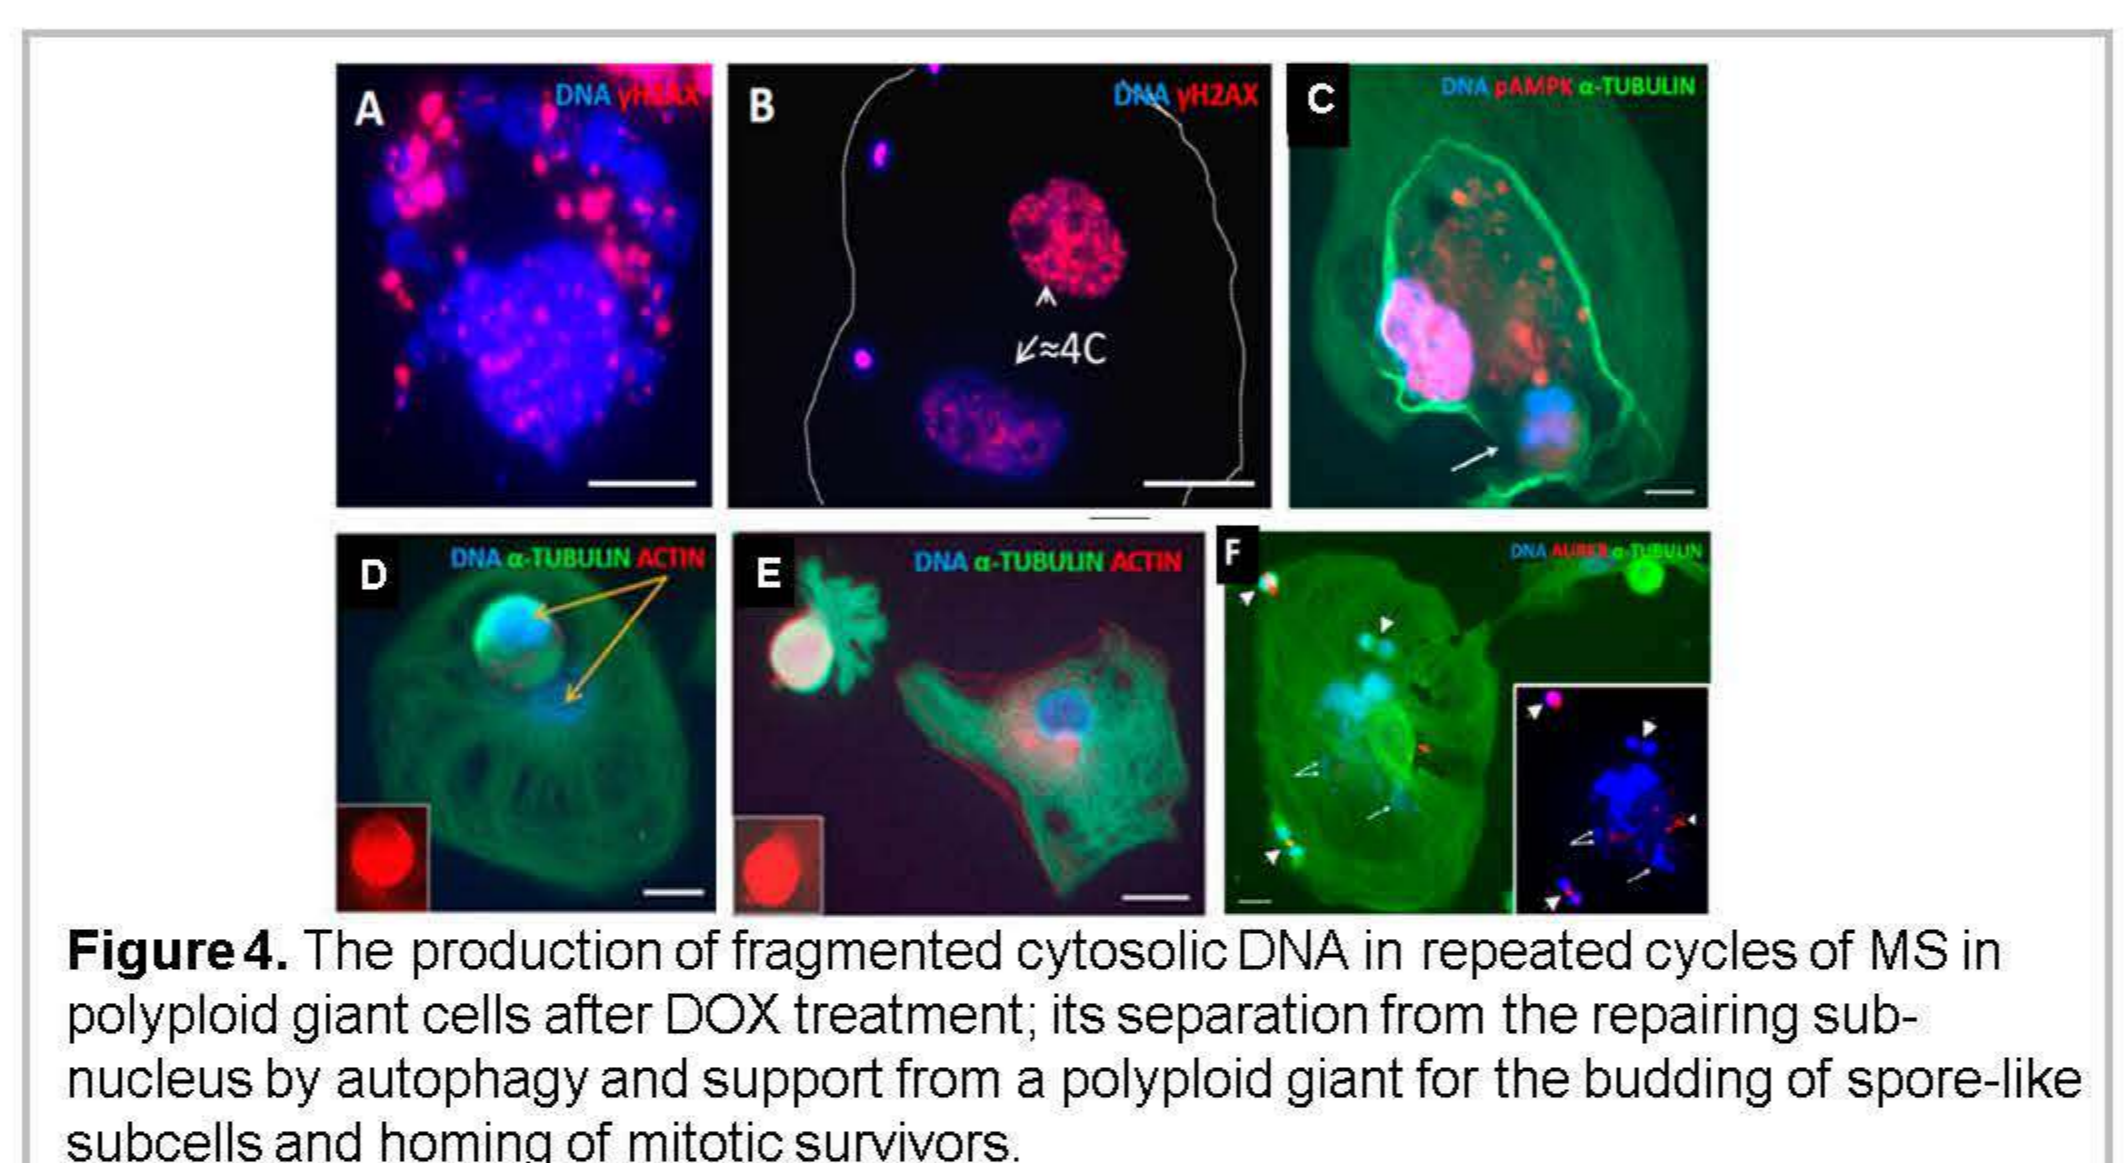 A
DNA γH2AX
B
DNA γH2AX
≈4C
C
DNA pAMPK α-TUBULIN
D
DNA α-TUBULIN ACTIN
E
DNA α-TUBULIN ACTIN
F
DNA AURKB α-TUBULIN
Figure 4. The production of fragmented cytosolic DNA in repeated cycles of MS in
polyploid giant cells after DOX treatment; its separation from the repairing sub-
nucleus by autophagy and support from a polyploid giant for the budding of spore-like
subcells and homing of mitotic survivors.